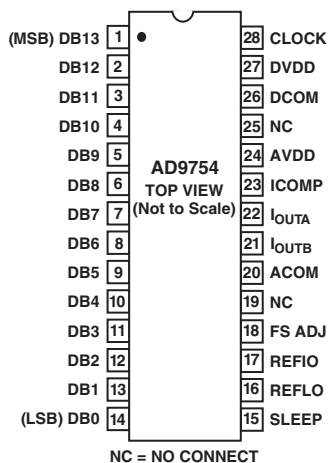 (MSB) DB13 1 28 CLOCK
DB12 2 27 DVDD
DB11 3 26 DCOM
DB10 4 25 NC
DB9 5 24 AVDD
DB8 6 23 ICOMP
DB7 7 22 IOUTA
DB6 8 21 IOUTB
DB5 9 20 ACOM
DB4 10 19 NC
DB3 11 18 FS ADJ
DB2 12 17 REFIO
DB1 13 16 REFLO
(LSB) DB0 14 15 SLEEP
AD9754
TOP VIEW
(Not to Scale)
NC = NO CONNECT